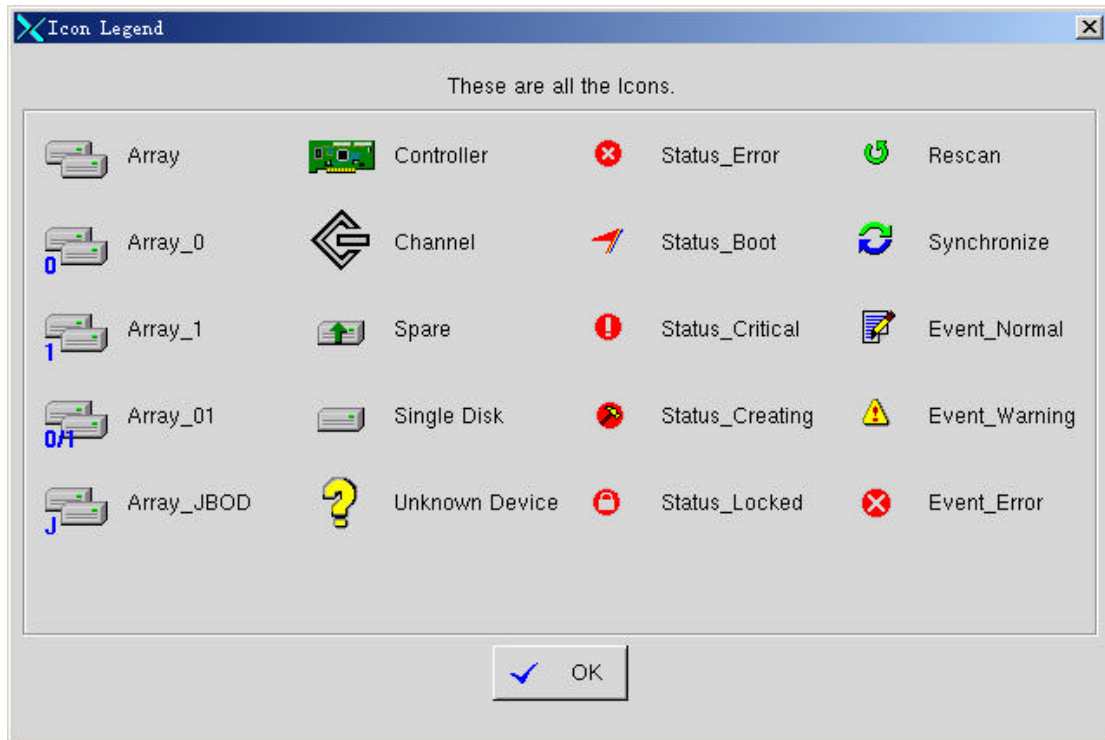 Icon Legend
These are all the Icons.
Array Controller Status_Error Rescan
0 Array_0 Channel Status_Boot Synchronize
1 Array_1 Spare Status_Critical Event_Normal
0/1 Array_01 Single Disk Status_Creating Event_Warning
J Array_JBOD Unknown Device Status_Locked Event_Error
OK